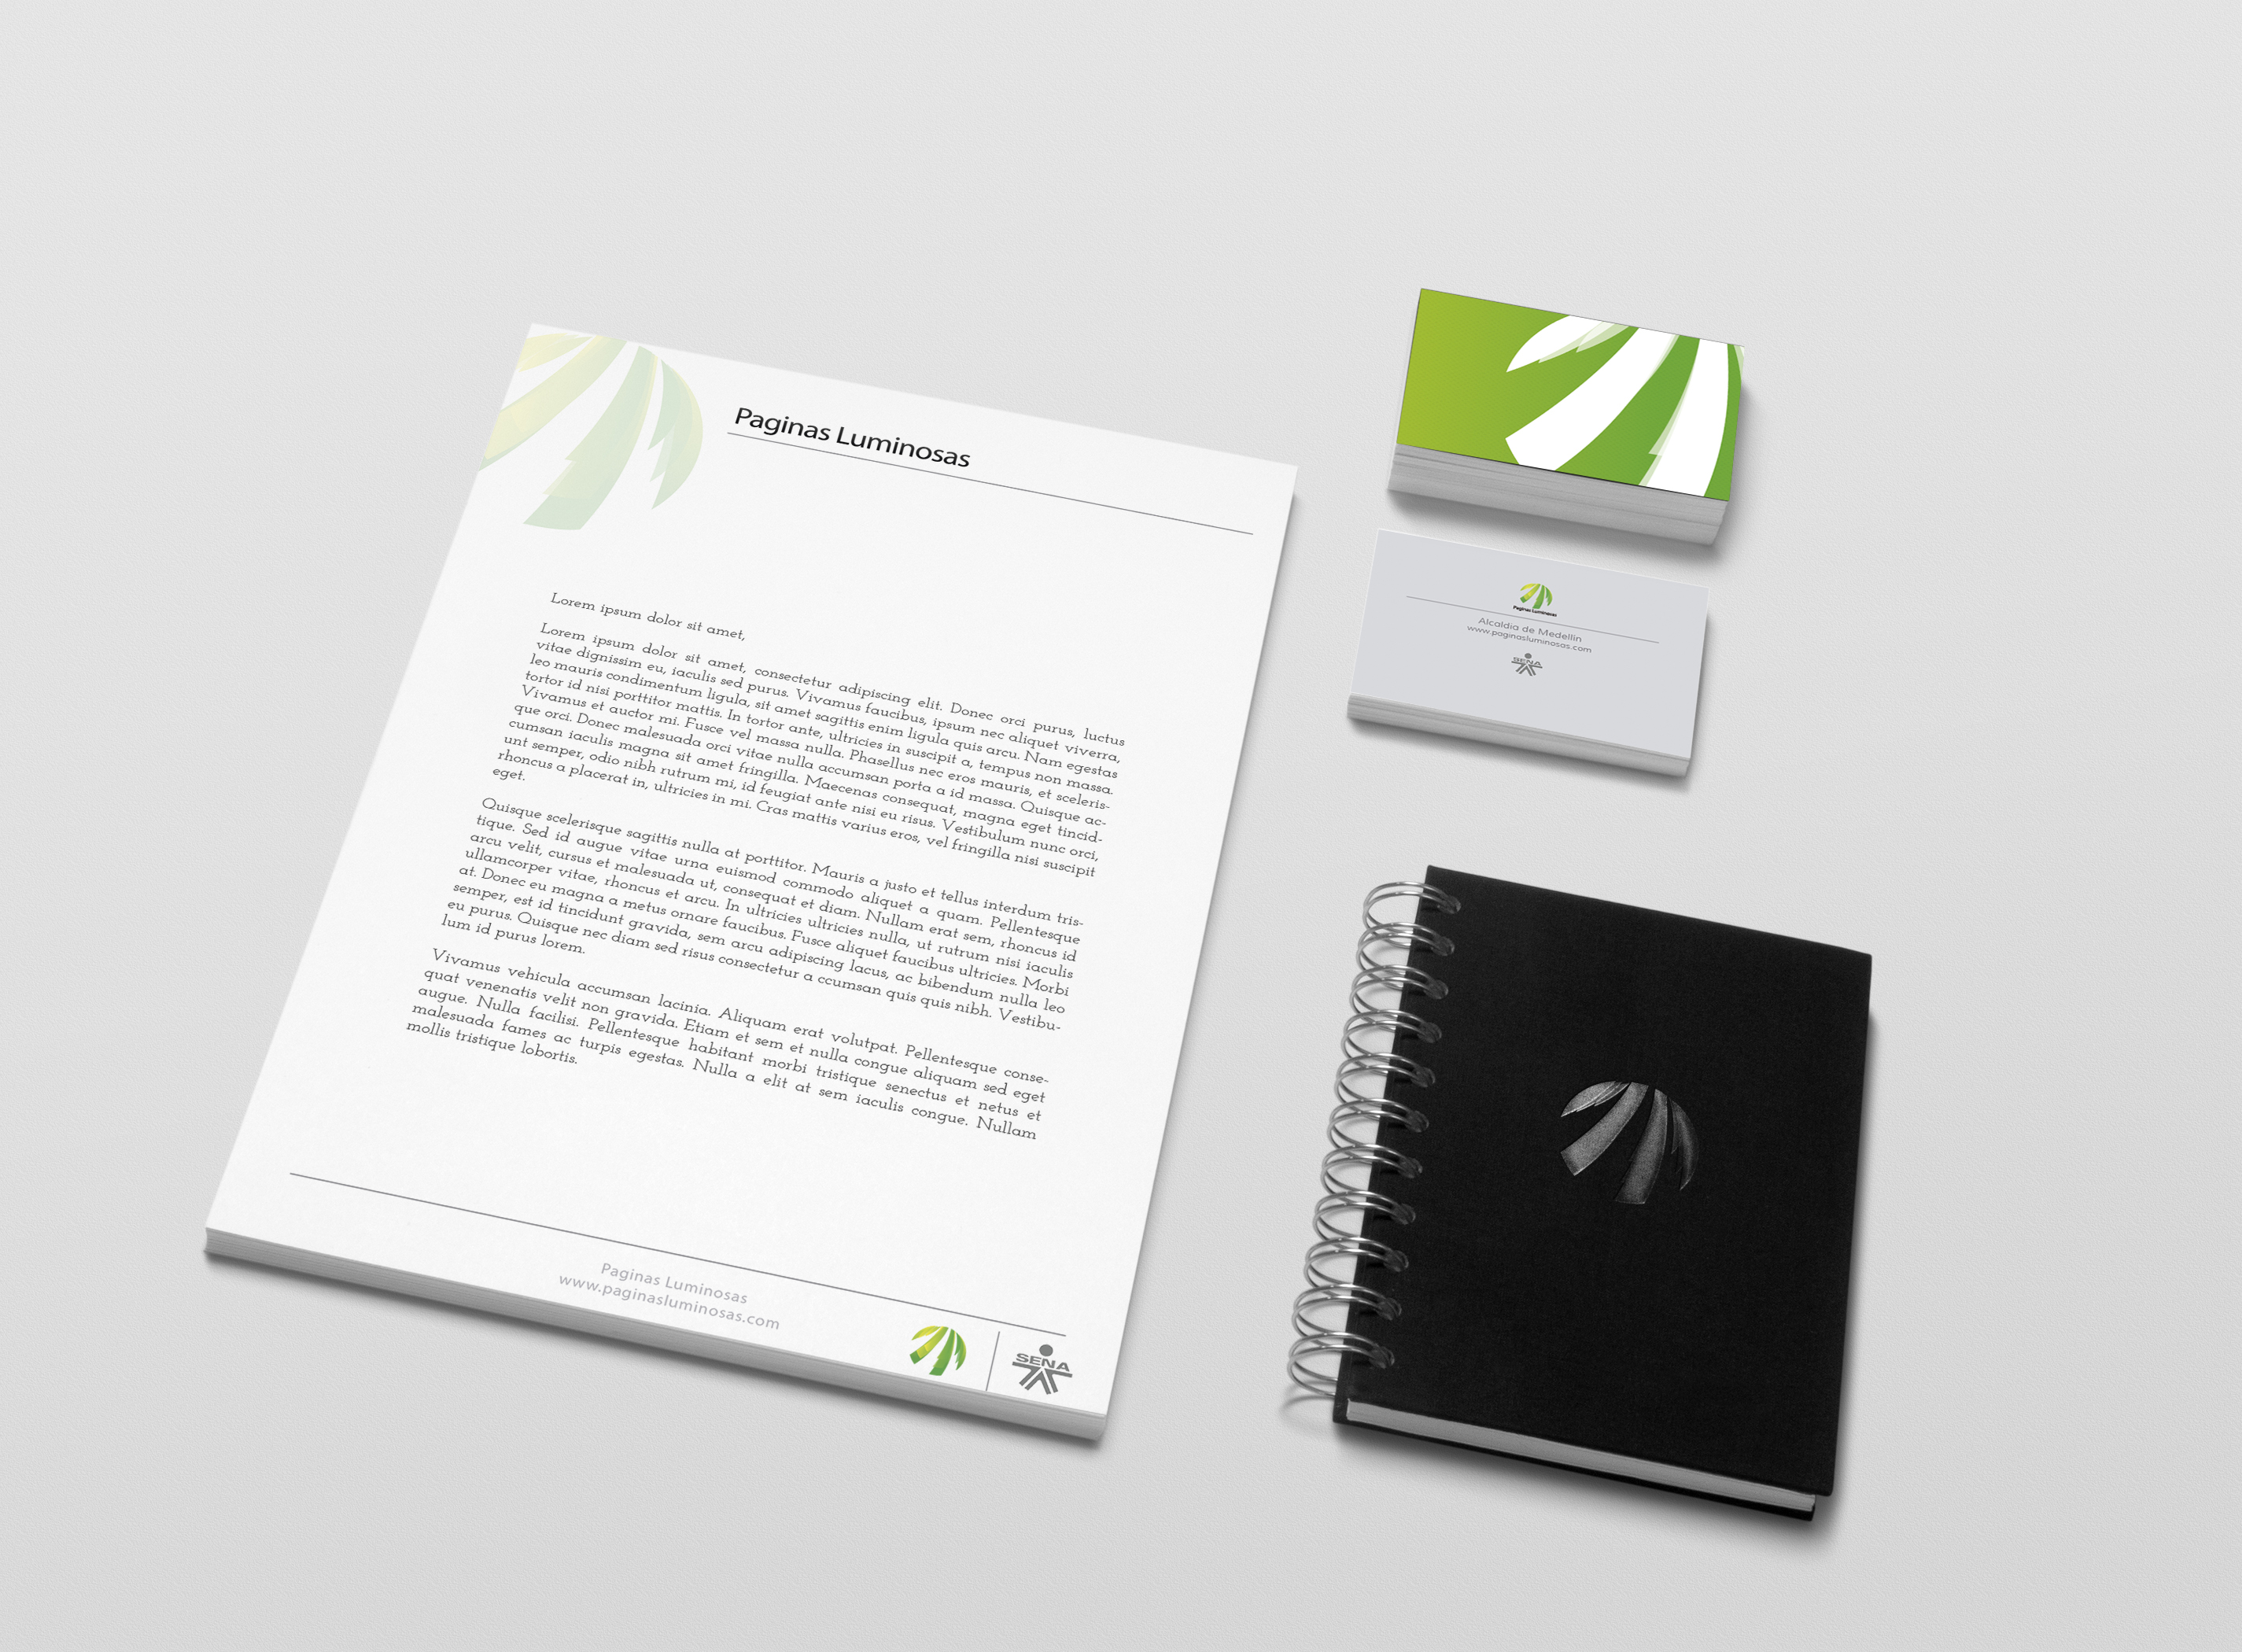 Paginas Luminosas
Lorem ipsum dolor sit amet,
Lorem ipsum dolor sit amet, consectetur adipiscing elit. Donec orci purus, luctus
vitae dignissim eu, iaculis sed purus. Vivamus faucibus, ipsum nec aliquet viverra,
leo mauris condimentum ligula, sit amet sagittis enim ligula quis arcu. Nam egestas
tortor id nisi porttitor mattis. In tortor ante, ultricies in suscipit a, tempus non massa.
Vivamus et auctor mi. Fusce vel massa nulla. Phasellus nec eros mauris, et sceleris-
que orci. Donec malesuada orci vitae nulla accumsan porta a id massa. Quisque ac-
cumsan iaculis magna sit amet fringilla. Maecenas consequat, magna eget tincid-
unt semper, odio nibh rutrum mi, id feugiat ante nisi eu risus. Vestibulum nunc orci,
rhoncus a placerat in, ultricies in mi. Cras mattis varius eros, vel fringilla nisi suscipit
eget.
Quisque scelerisque sagittis nulla at porttitor. Mauris a justo et tellus interdum tris-
tique. Sed id augue vitae urna euismod commodo aliquet a quam. Pellentesque
arcu velit, cursus et malesuada ut, consequat et diam. Nullam erat sem, rhoncus id
ullamcorper vitae, rhoncus et arcu. In ultricies ultricies nulla, ut rutrum nisi iaculis
at. Donec eu magna a metus ornare faucibus. Fusce aliquet faucibus ultricies. Morbi
semper, est id tincidunt gravida, sem arcu adipiscing lacus, ac bibendum nulla leo
eu purus. Quisque nec diam sed risus consectetur a ccumsan quis quis nibh. Vestibu-
lum id purus lorem.
Vivamus vehicula accumsan lacinia. Aliquam erat volutpat. Pellentesque conse-
quat venenatis velit non gravida. Etiam et sem et nulla congue aliquam sed eget
augue. Nulla facilisi. Pellentesque habitant morbi tristique senectus et netus et
malesuada fames ac turpis egestas. Nulla a elit at sem iaculis congue. Nullam
mollis tristique lobortis.
Paginas Luminosas
www.paginasluminosas.com
SENA
Paginas Luminosas
Alcaldia de Medellin
www.paginasluminosas.com
SENA